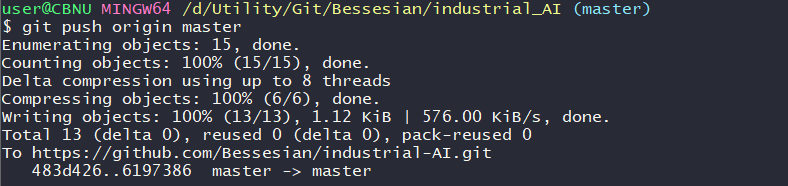 user@CBNU MINGW64 /d/Utility/Git/Bessesian/industrial_AI (master)
$ git push origin master
Enumerating objects: 15, done.
Counting objects: 100% (15/15), done.
Delta compression using up to 8 threads
Compressing objects: 100% (6/6), done.
Writing objects: 100% (13/13), 1.12 KiB | 576.00 KiB/s, done.
Total 13 (delta 0), reused 0 (delta 0), pack-reused 0
To https://github.com/Bessesian/industrial-AI.git
   483d426..6197386  master -> master